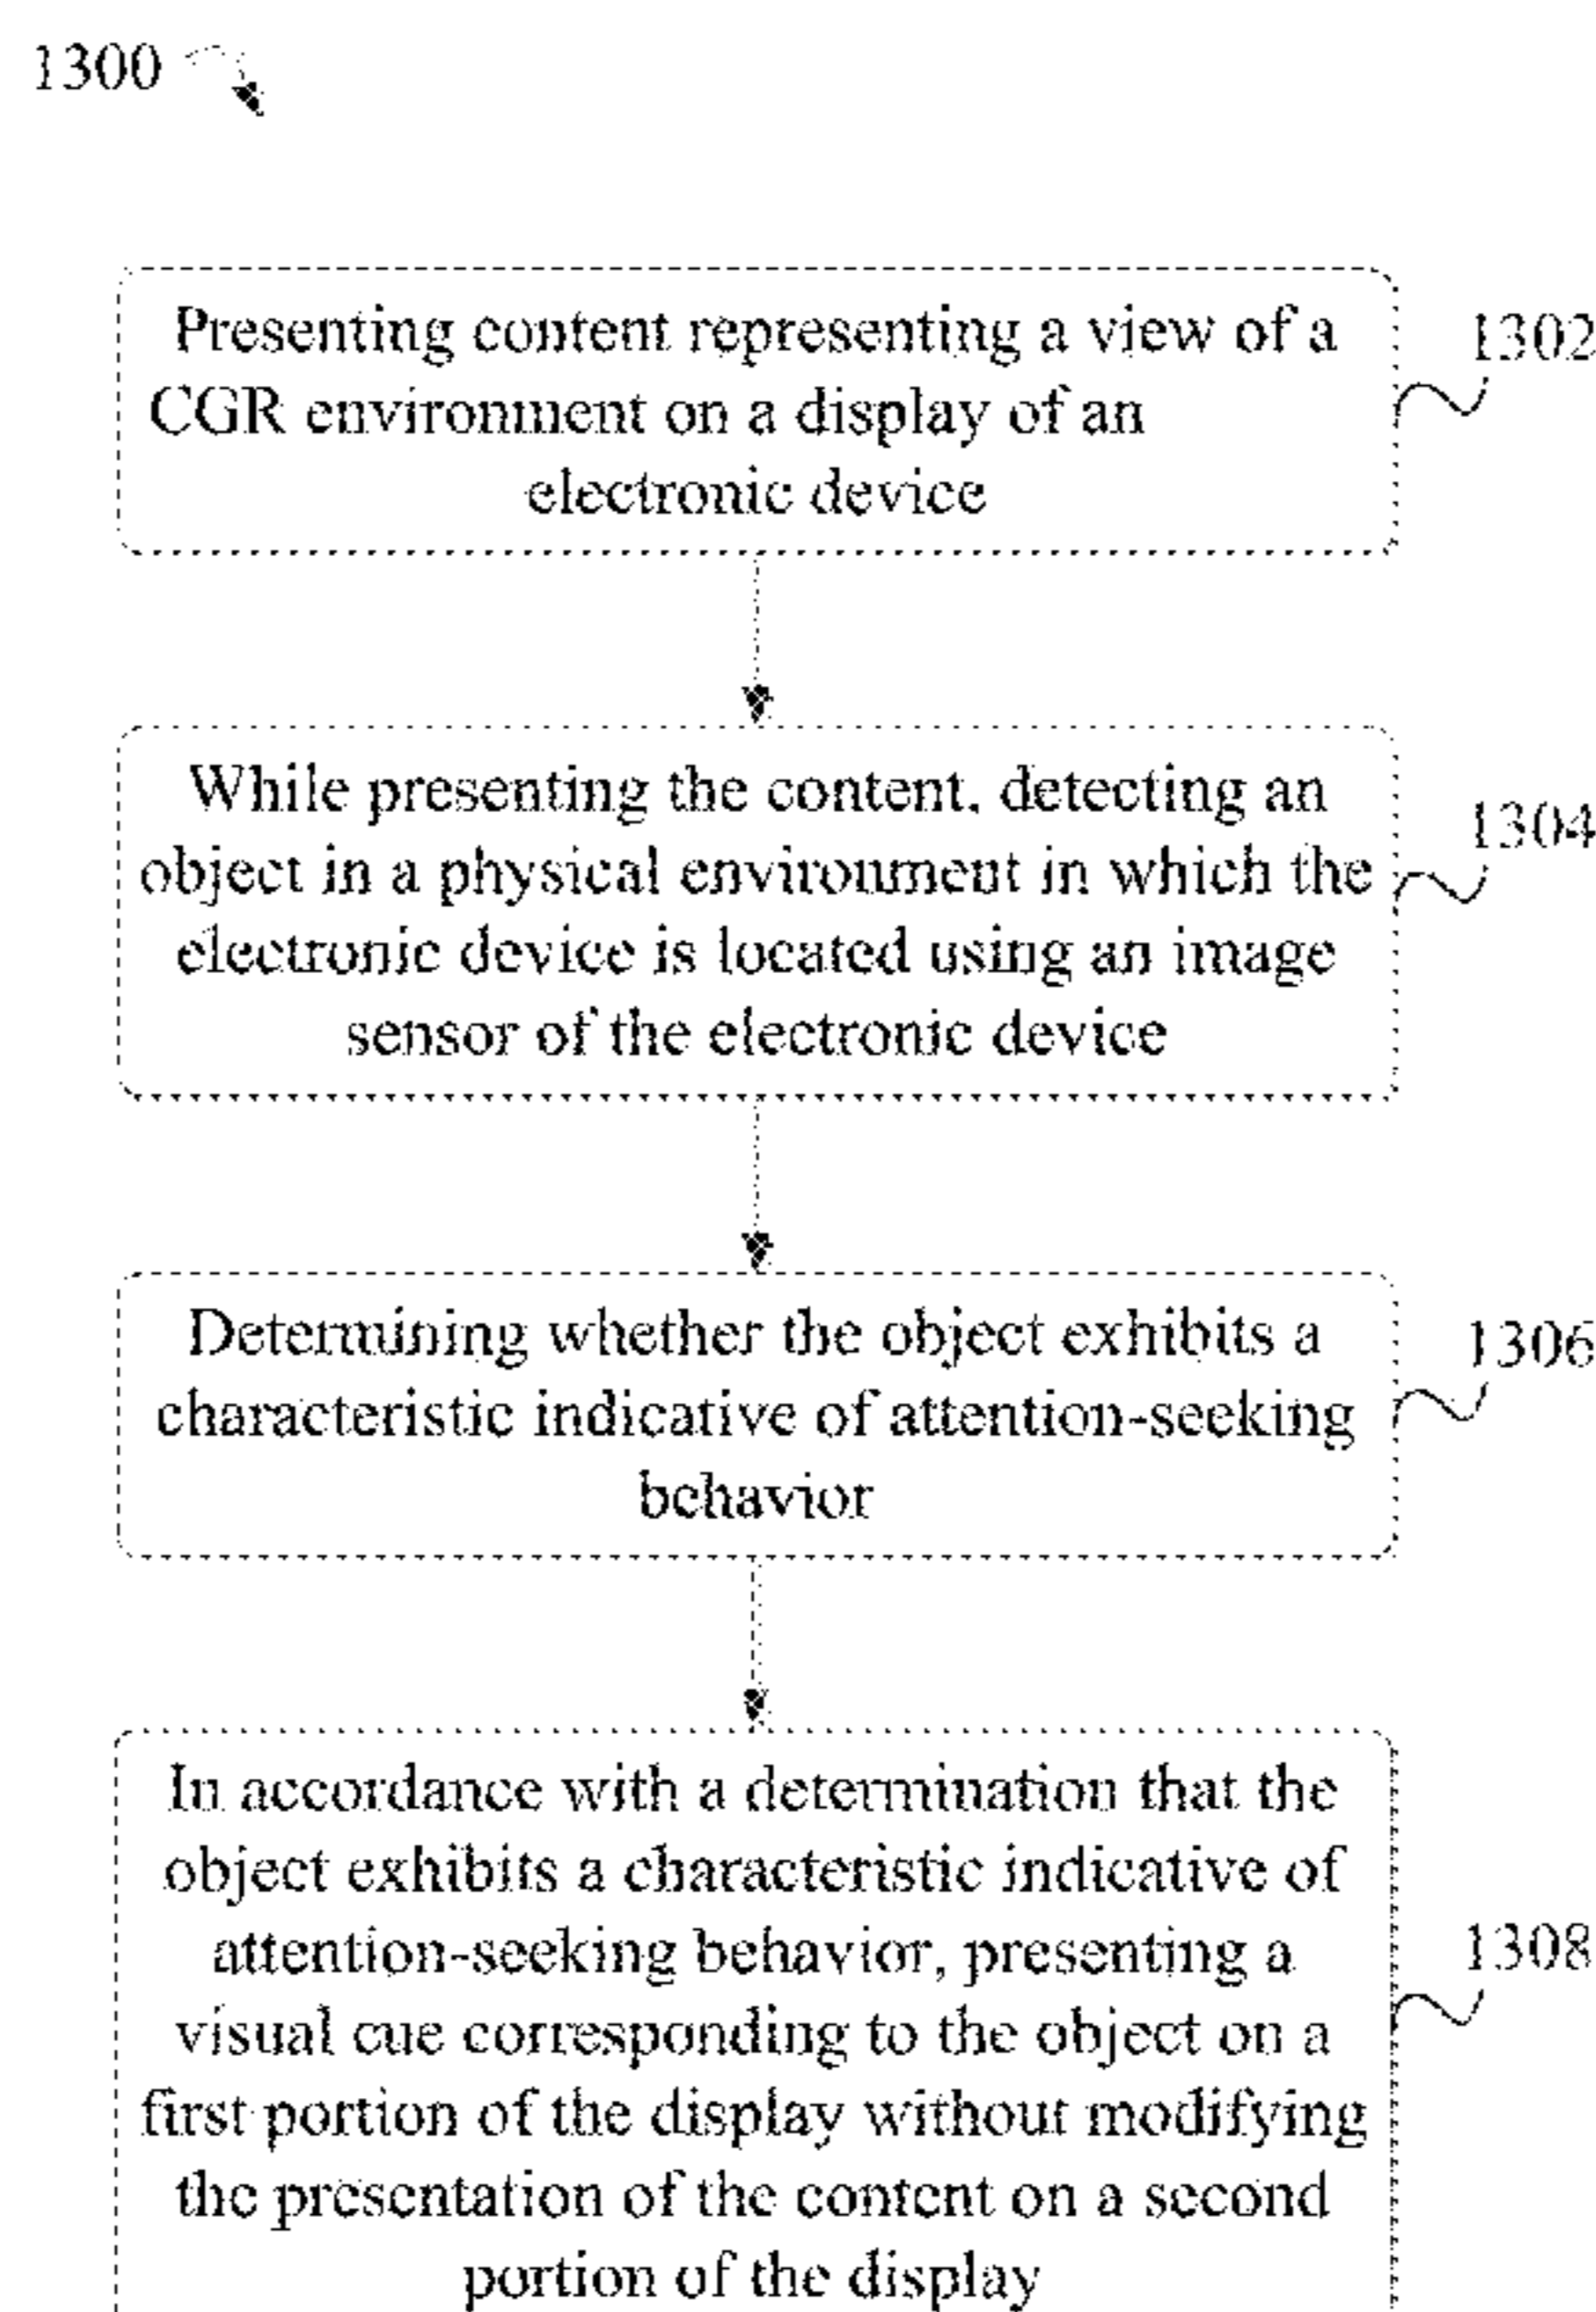 1300
Presenting content representing a view of a
CGR environment on a display of an
electronic device
1302
While presenting the content, detecting an
object in a physical environment in which the
electronic device is located using an image
sensor of the electronic device
1304
Determining whether the object exhibits a
characteristic indicative of attention-seeking
behavior
1306
In accordance with a determination that the
object exhibits a characteristic indicative of
attention-seeking behavior, presenting a
visual cue corresponding to the object on a
first portion of the display without modifying
the presentation of the content on a second
portion of the display
1308